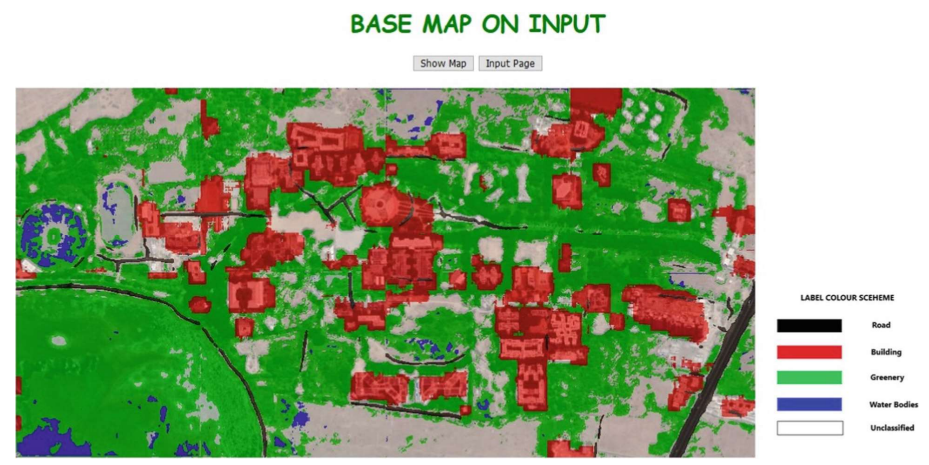 BASE MAP ON INPUT
Show Map Input Page
LABEL COLOUR SCEHEME
Road
Building
Greenery
Water Bodies
Unclassified